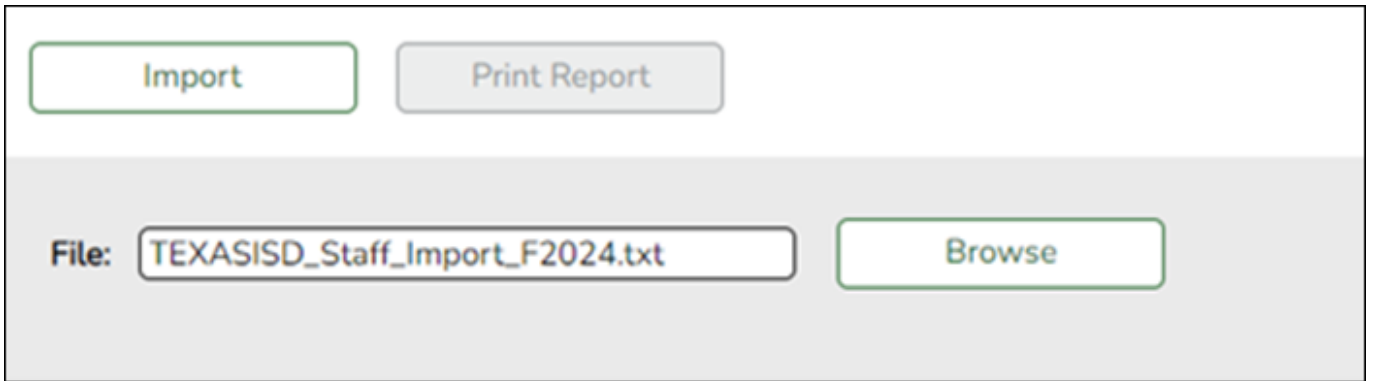 Import Print Report
File: TEXASISD_Staff_Import_F2024.txt Browse